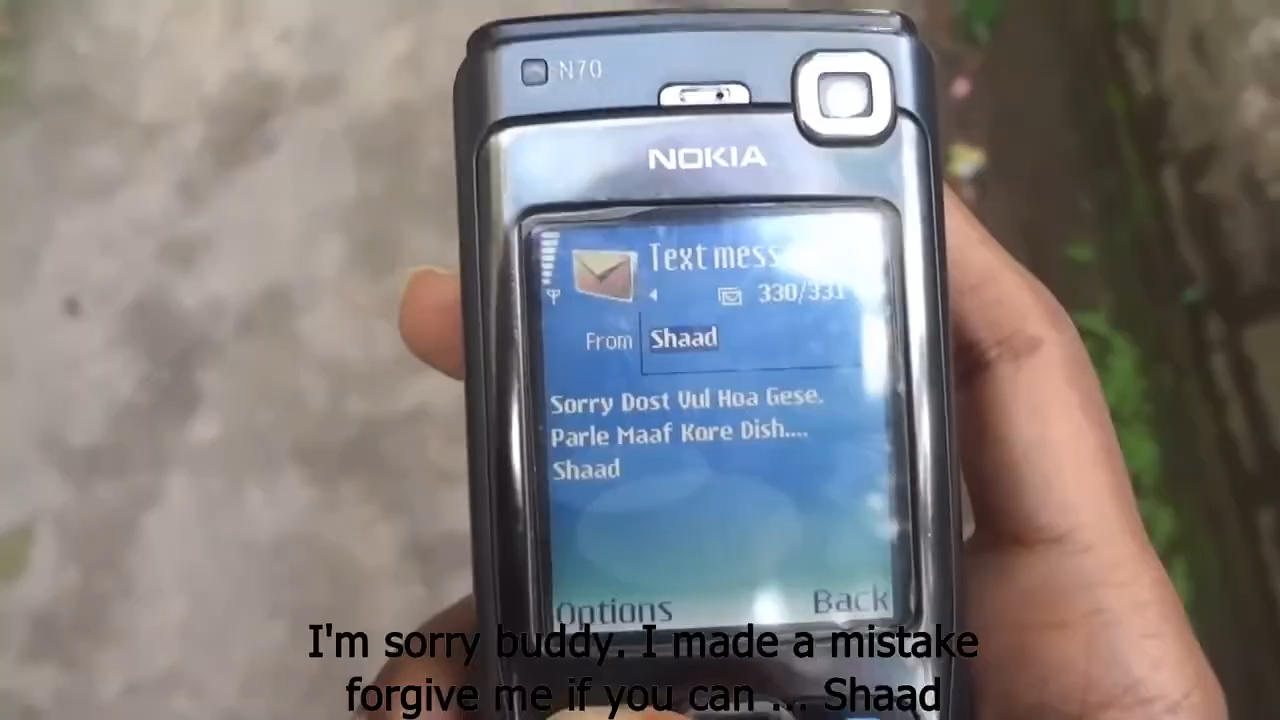 N70
NOKIA
Text mess
330/331
From Shaad
Sorry Dost Vul Hoa Gese.
Parle Maaf Kore Dish....
Shaad
Options Back
I'm sorry buddy. I made a mistake
forgive me if you can ... Shaad